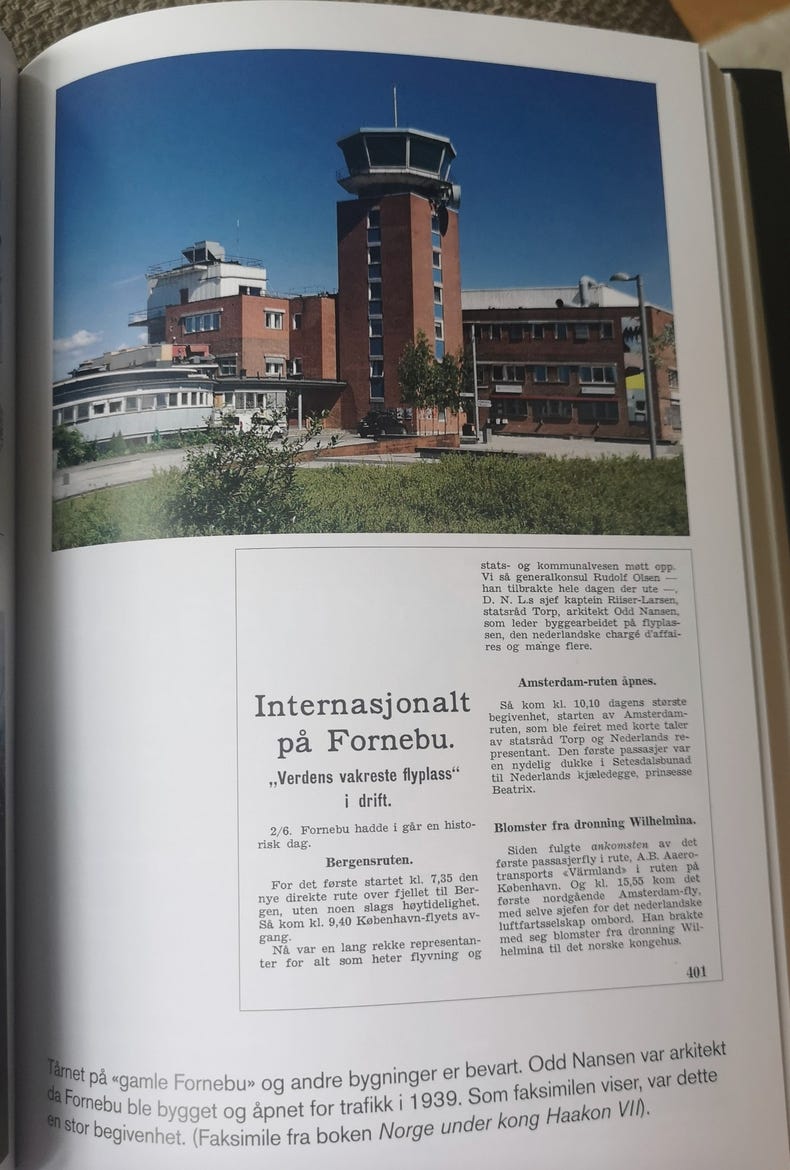 Internasjonalt
på Fornebu.
„Verdens vakreste flyplass“
i drift.
2/6. Fornebu hadde i går en histo-
risk dag.
Bergensruten.
For det første startet kl. 7,35 den
nye direkte rute over fjellet til Ber-
gen, uten noen slags høytidelighet.
Så kom kl. 9,40 København-flyets av-
gang.
Nå var en lang rekke representan-
ter for alt som heter flyvning og
stats- og kommunalvesen møtt opp.
Vi så generalkonsul Rudolf Olsen —
han tilbrakte hele dagen der ute —,
D. N. L.s sjef kaptein Riiser-Larsen,
statsråd Torp, arkitekt Odd Nansen,
som leder byggearbeidet på flyplas-
sen, den nederlandske chargé d'affai-
res og mange flere.
Amsterdam-ruten åpnes.
Så kom kl. 10,10 dagens største
begivenhet, starten av Amsterdam-
ruten, som ble feiret med korte taler
av statsråd Torp og Nederlands re-
presentant. Den første passasjer var
en nydelig dukke i Setesdalsbunad
til Nederlands kjæledegge, prinsesse
Beatrix.
Blomster fra dronning Wilhelmina.
Siden fulgte ankomsten av det
første passasjerfly i rute, A.B. Aaero-
transports «Värmland» i ruten på
København. Og kl. 15,55 kom det
første nordgående Amsterdam-fly,
med selve sjefen for det nederlandske
luftfartsselskap ombord. Han brakte
med seg blomster fra dronning Wil-
helmina til det norske kongehus.
401
Tårnet på «gamle Fornebu» og andre bygninger er bevart. Odd Nansen var arkitekt
da Fornebu ble bygget og åpnet for trafikk i 1939. Som faksimilen viser, var dette
en stor begivenhet. (Faksimile fra boken Norge under kong Haakon VII).